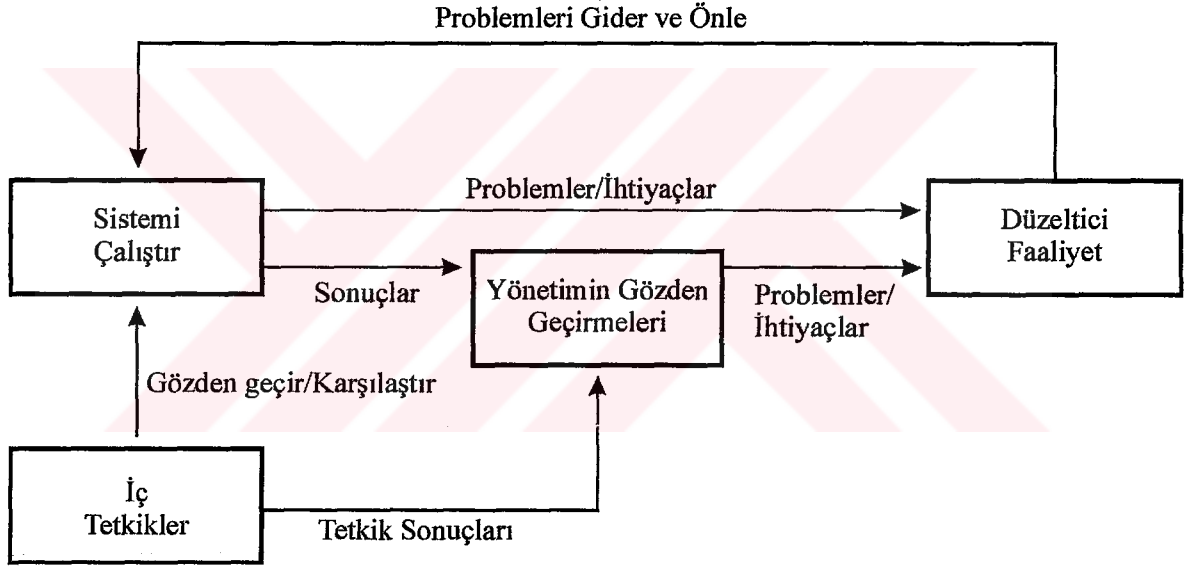 Problemleri Gider ve Önle
Sistemi
Çalıştır
Problemler/İhtiyaçlar
Düzeltici
Faaliyet
Sonuçlar
Yönetimin Gözden
Geçirmeleri
Problemler/
İhtiyaçlar
Gözden geçir/Karşılaştır
İç
Tetkikler
Tetkik Sonuçları